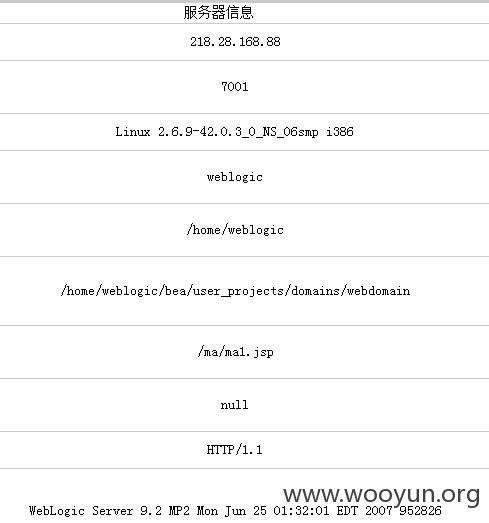 服务器信息
218.28.168.88
7001
Linux 2.6.9-42.0.3_0_NS_06smp i386
weblogic
/home/weblogic
/home/weblogic/bea/user_projects/domains/webdomain
/ma/ma1.jsp
null
HTTP/1.1
www.wooyun.org
WebLogic Server 9.2 MP2 Mon Jun 25 01:32:01 EDT 2007 952826